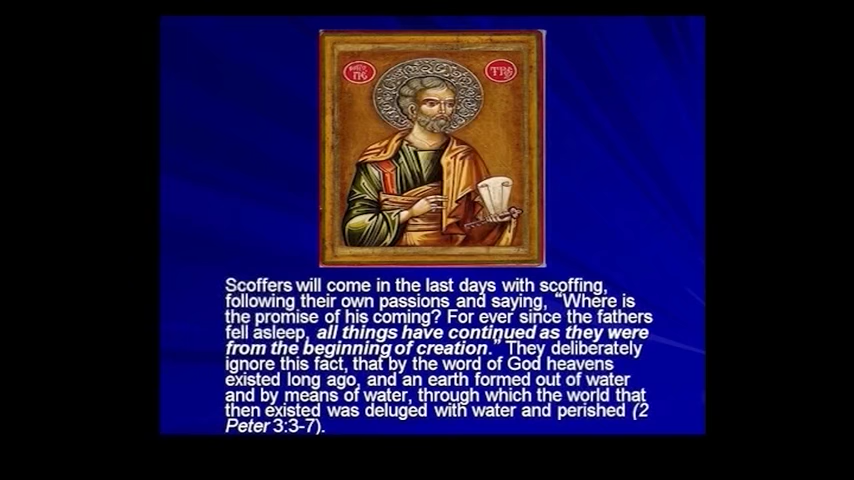 Scoffers will come in the last days with scoffing,
following their own passions and saying, “Where is
the promise of his coming? For ever since the fathers
fell asleep, all things have continued as they were
from the beginning of creation.” They deliberately
ignore this fact, that by the word of God heavens
existed long ago, and an earth formed out of water
and by means of water, through which the world that
then existed was deluged with water and perished (2
Peter 3:3-7).